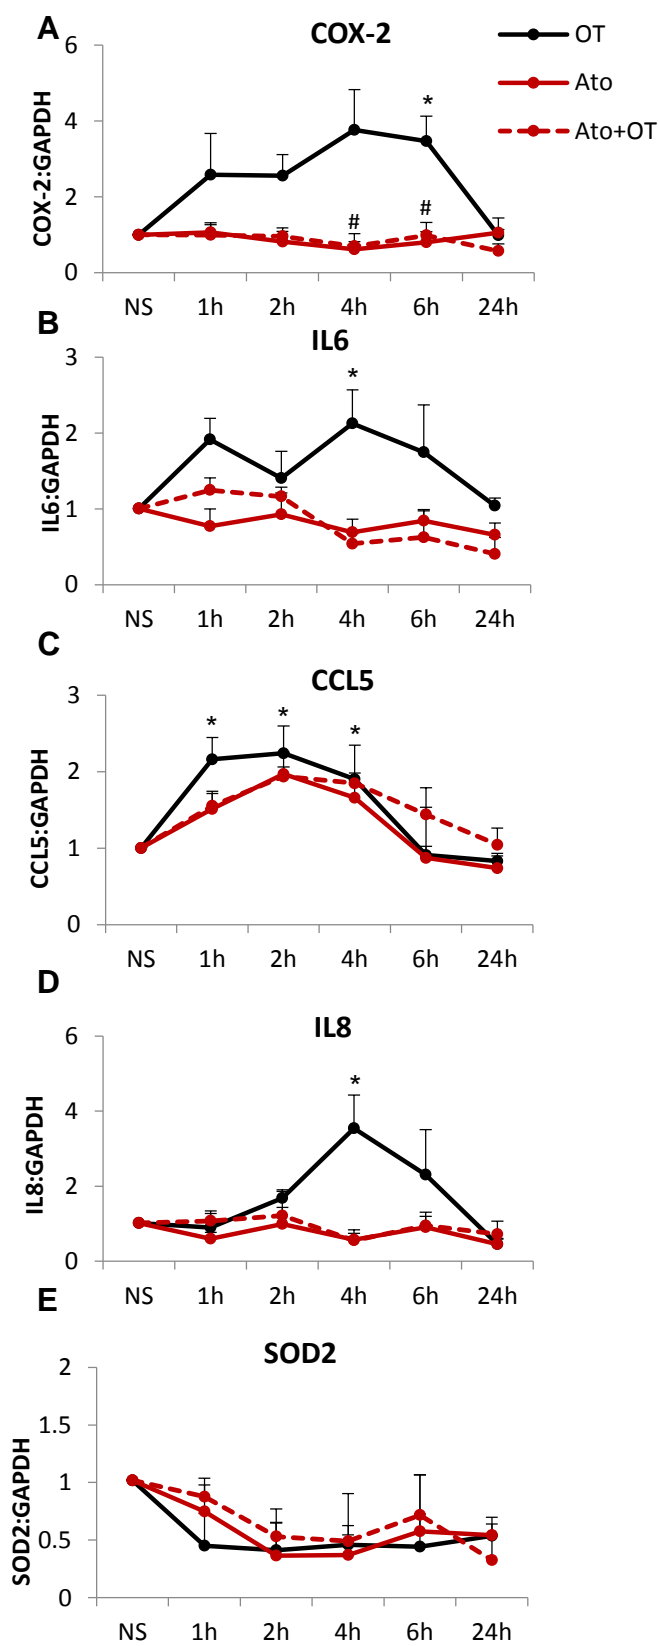 A
COX-2
OT
Ato
Ato+OT
COX-2:GAPDH
6
4
2
0
*
# #
NS 1h 2h 4h 6h 24h
B
IL6
IL6:GAPDH
3
2
1
0
*
NS 1h 2h 4h 6h 24h
C
CCL5
CCL5:GAPDH
3
2
1
0
* * *
NS 1h 2h 4h 6h 24h
D
IL8
IL8:GAPDH
6
4
2
0
*
NS 1h 2h 4h 6h 24h
E
SOD2
SOD2:GAPDH
2
1.5
1
0.5
0
NS 1h 2h 4h 6h 24h